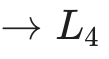 → L₄